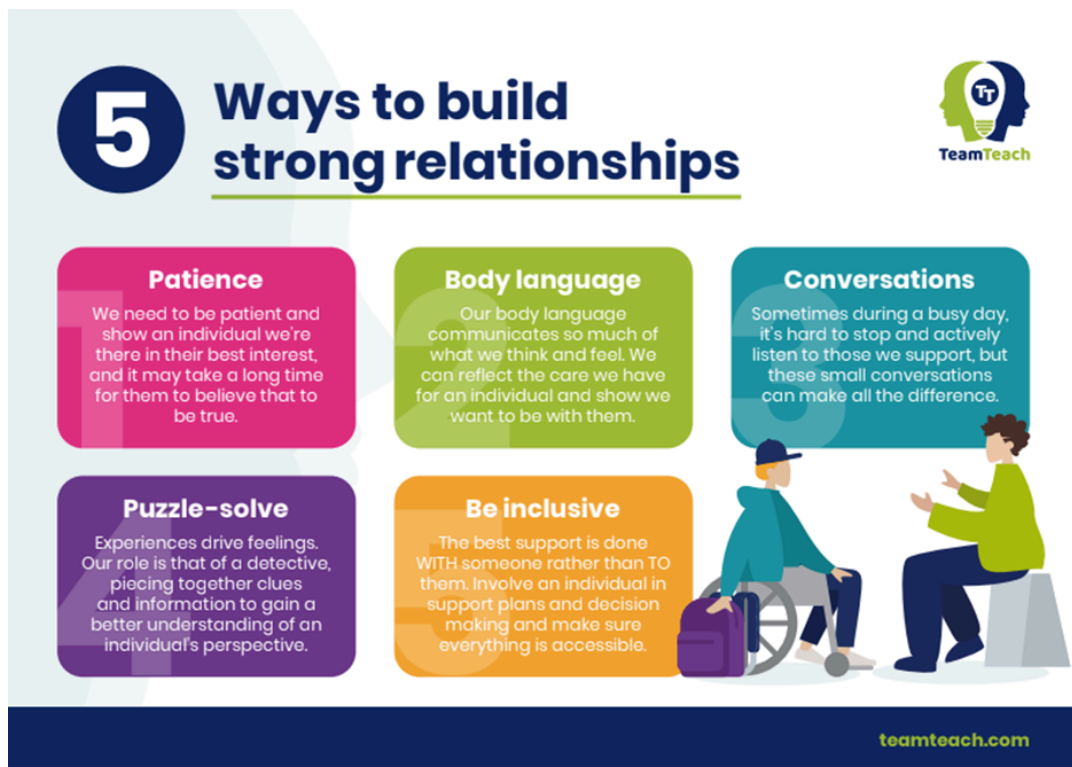 5
Ways to build
strong relationships
TT
TeamTeach
1
Patience
We need to be patient and
show an individual we're
there in their best interest,
and it may take a long time
for them to believe that to
be true.
2
Body language
Our body language
communicates so much of
what we think and feel. We
can reflect the care we have
for an individual and show we
want to be with them.
3
Conversations
Sometimes during a busy day,
it's hard to stop and actively
listen to those we support, but
these small conversations
can make all the difference.
4
Puzzle-solve
Experiences drive feelings.
Our role is that of a detective,
piecing together clues
and information to gain a
better understanding of an
individual's perspective.
5
Be inclusive
The best support is done
WITH someone rather than TO
them. Involve an individual in
support plans and decision
making and make sure
everything is accessible.
teamteach.com